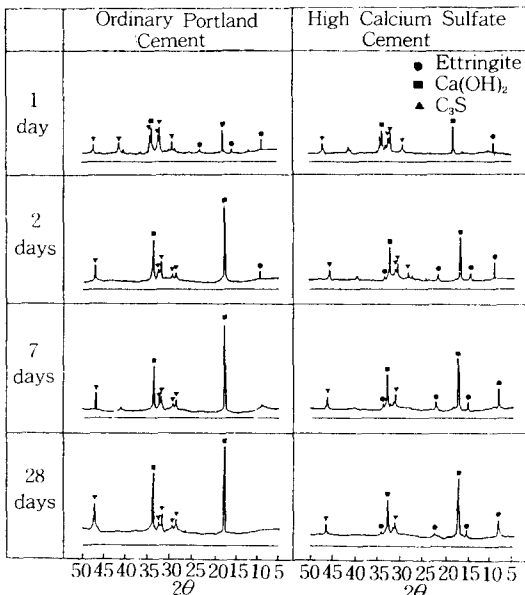 Ordinary Portland
Cement
High Calcium Sulfate
Cement
● Ettringite
■ Ca(OH)₂
▲ C₃S
1
day
2
days
7
days
28
days
50 45 40 35 30 25 20 15 10 5
2θ
50 45 40 35 30 25 20 15 10 5
2θ